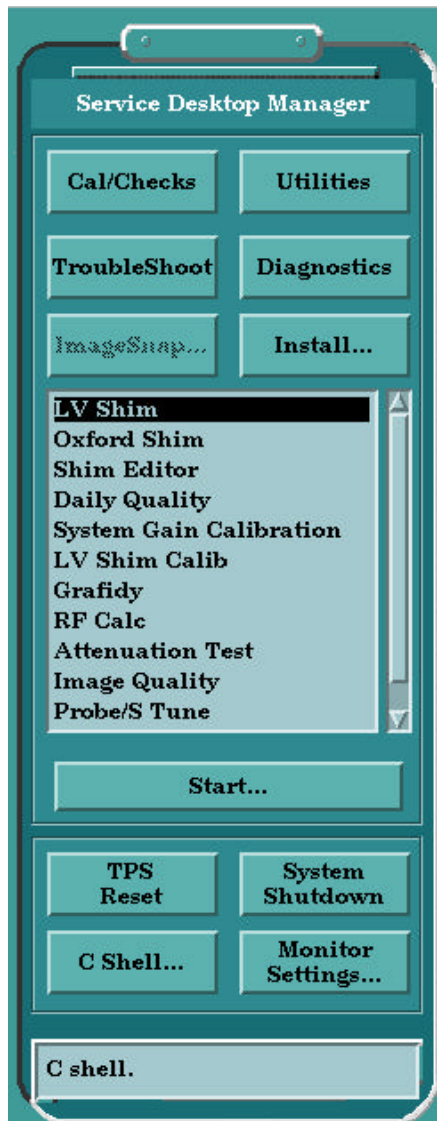 Service Desktop Manager
Cal/Checks
Utilities
TroubleShoot
Diagnostics
ImageSnap...
Install...
LV Shim
Oxford Shim
Shim Editor
Daily Quality
System Gain Calibration
LV Shim Calib
Grafidy
RF Calc
Attenuation Test
Image Quality
Probe/S Tune
Start...
TPS
Reset
System
Shutdown
C Shell...
Monitor
Settings...
C shell.